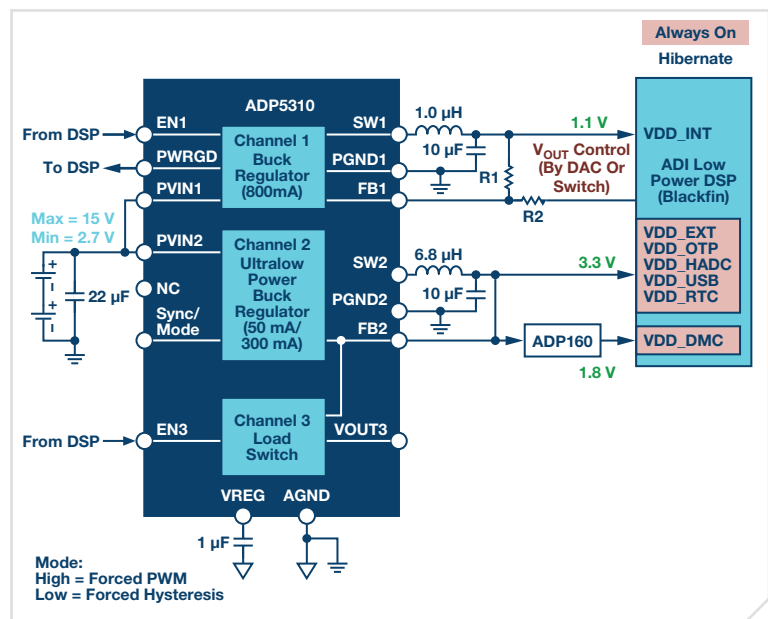 Always On
Hibernate
ADP5310
From DSP
EN1
To DSP
PWRGD
PVIN1
Channel 1
Buck
Regulator
(800mA)
SW1
PGND1
FB1
1.0 µH
10 µF
R1
R2
1.1 V
VOUT Control
(By DAC Or
Switch)
VDD_INT
ADI Low
Power DSP
(Blackfin)
Max = 15 V
Min = 2.7 V
+
+
22 µF
PVIN2
NC
Sync/
Mode
Channel 2
Ultralow
Power
Buck
Regulator
(50 mA/
300 mA)
SW2
PGND2
FB2
6.8 µH
10 µF
3.3 V
VDD_EXT
VDD_OTP
VDD_HADC
VDD_USB
VDD_RTC
ADP160
1.8 V
VDD_DMC
From DSP
EN3
Channel 3
Load
Switch
VOUT3
VREG
AGND
1 µF
Mode:
High = Forced PWM
Low = Forced Hysteresis